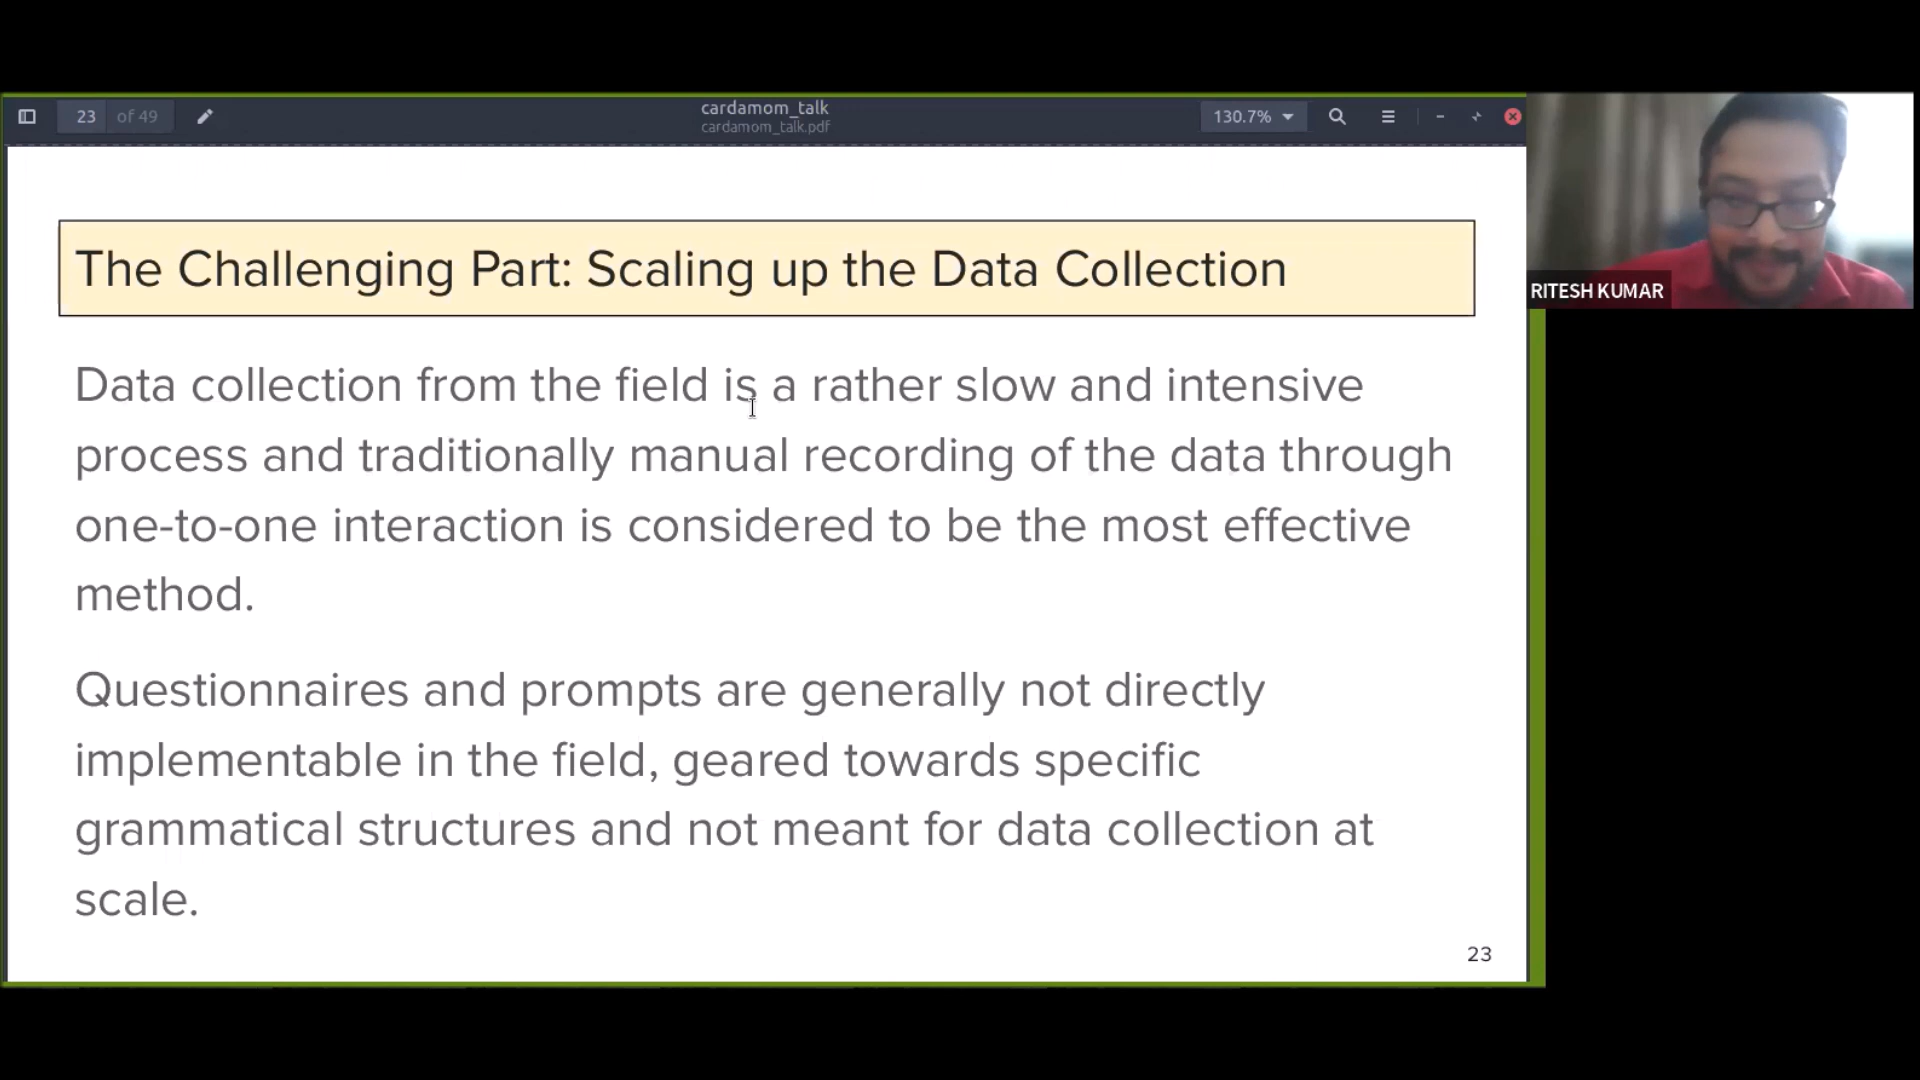 23 of 49
cardamom_talk
cardamom_talk.pdf
130.7%
The Challenging Part: Scaling up the Data Collection
Data collection from the field is a rather slow and intensive
process and traditionally manual recording of the data through
one-to-one interaction is considered to be the most effective
method.
Questionnaires and prompts are generally not directly
implementable in the field, geared towards specific
grammatical structures and not meant for data collection at
scale.
23
RITESH KUMAR